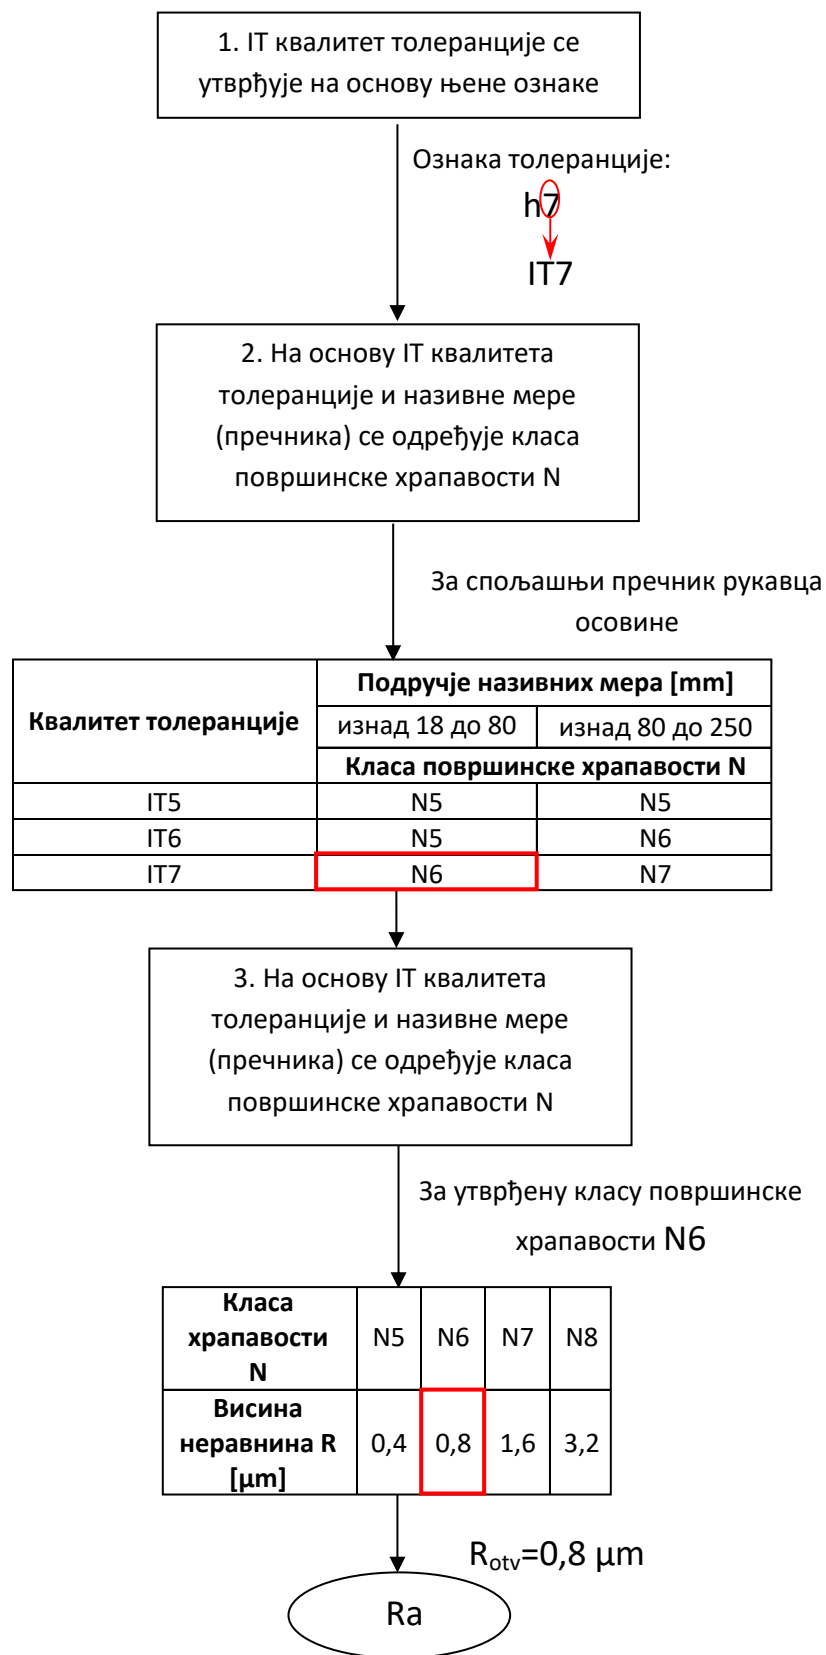 1. IT квалитет толеранције се
утврђује на основу њене ознаке
Ознака толеранције:
h7
IT7
2. На основу IT квалитета
толеранције и називне мере
(пречника) се одређује класа
површинске храпавости N
За спољашњи пречник рукавца
осовине
Квалитет толеранције
Подручје називних мера [mm]
изнад 18 до 80 изнад 80 до 250
Класа површинске храпавости N
IT5 N5 N5
IT6 N5 N6
IT7 N6 N7
3. На основу IT квалитета
толеранције и називне мере
(пречника) се одређује класа
површинске храпавости N
За утврђену класу површинске
храпавости N6
Класа
храпавости
N
N5 N6 N7 N8
Висина
неравнина R
[μm]
0,4 0,8 1,6 3,2
Rotv=0,8 μm
Ra